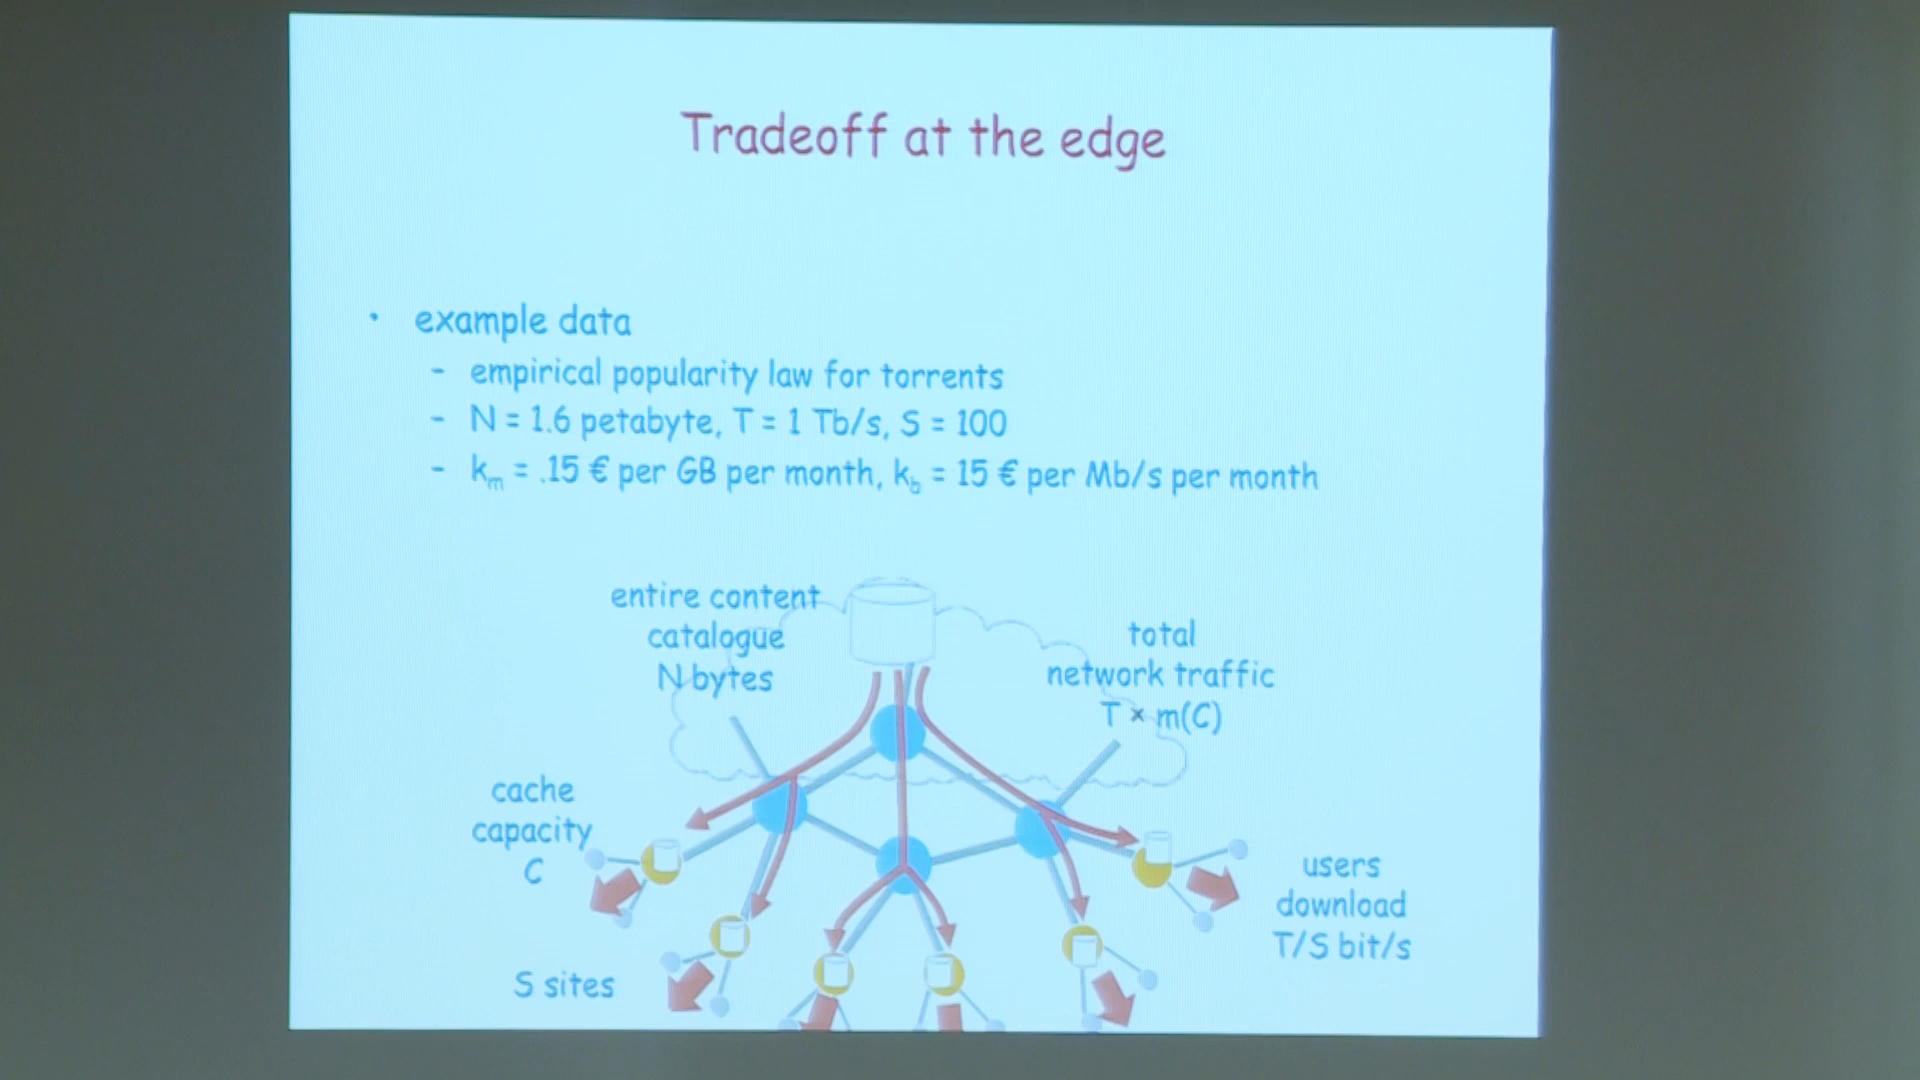 Tradeoff at the edge
• example data
- empirical popularity law for torrents
- N = 1.6 petabyte, T = 1 Tb/s, S = 100
- km = .15 € per GB per month, kb = 15 € per Mb/s per month
entire content
catalogue
N bytes
total
network traffic
T × m(C)
cache
capacity
C
users
download
T/S bit/s
S sites